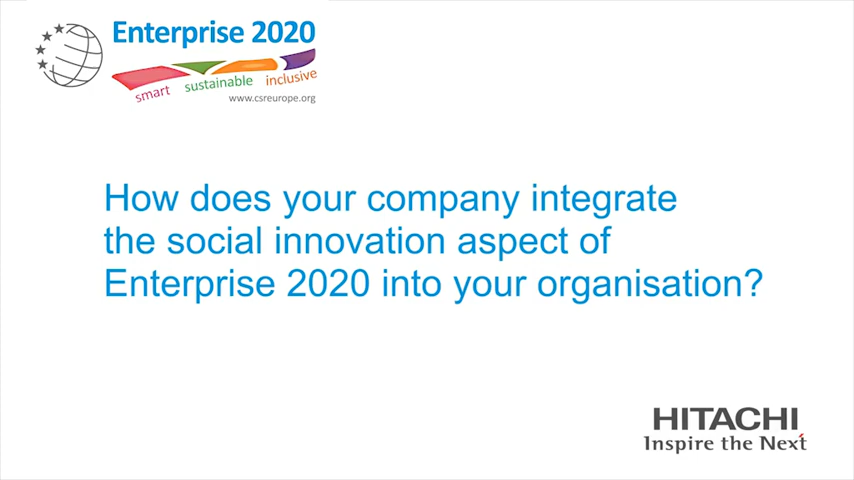 Enterprise 2020
smart sustainable inclusive
www.csreurope.org
How does your company integrate
the social innovation aspect of
Enterprise 2020 into your organisation?
HITACHI
Inspire the Next